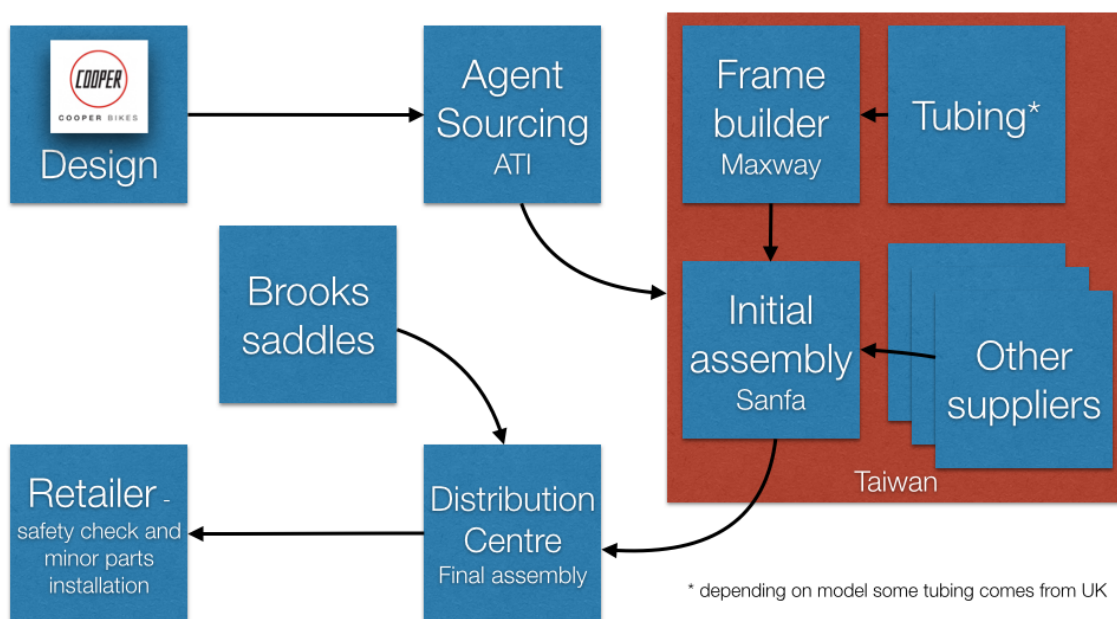 COOPER
COOPER BIKES
Design
Agent
Sourcing
ATI
Frame
builder
Maxway
Tubing*
Brooks
saddles
Initial
assembly
Sanfa
Other
suppliers
Taiwan
Retailer -
safety check and
minor parts
installation
Distribution
Centre
Final assembly
* depending on model some tubing comes from UK